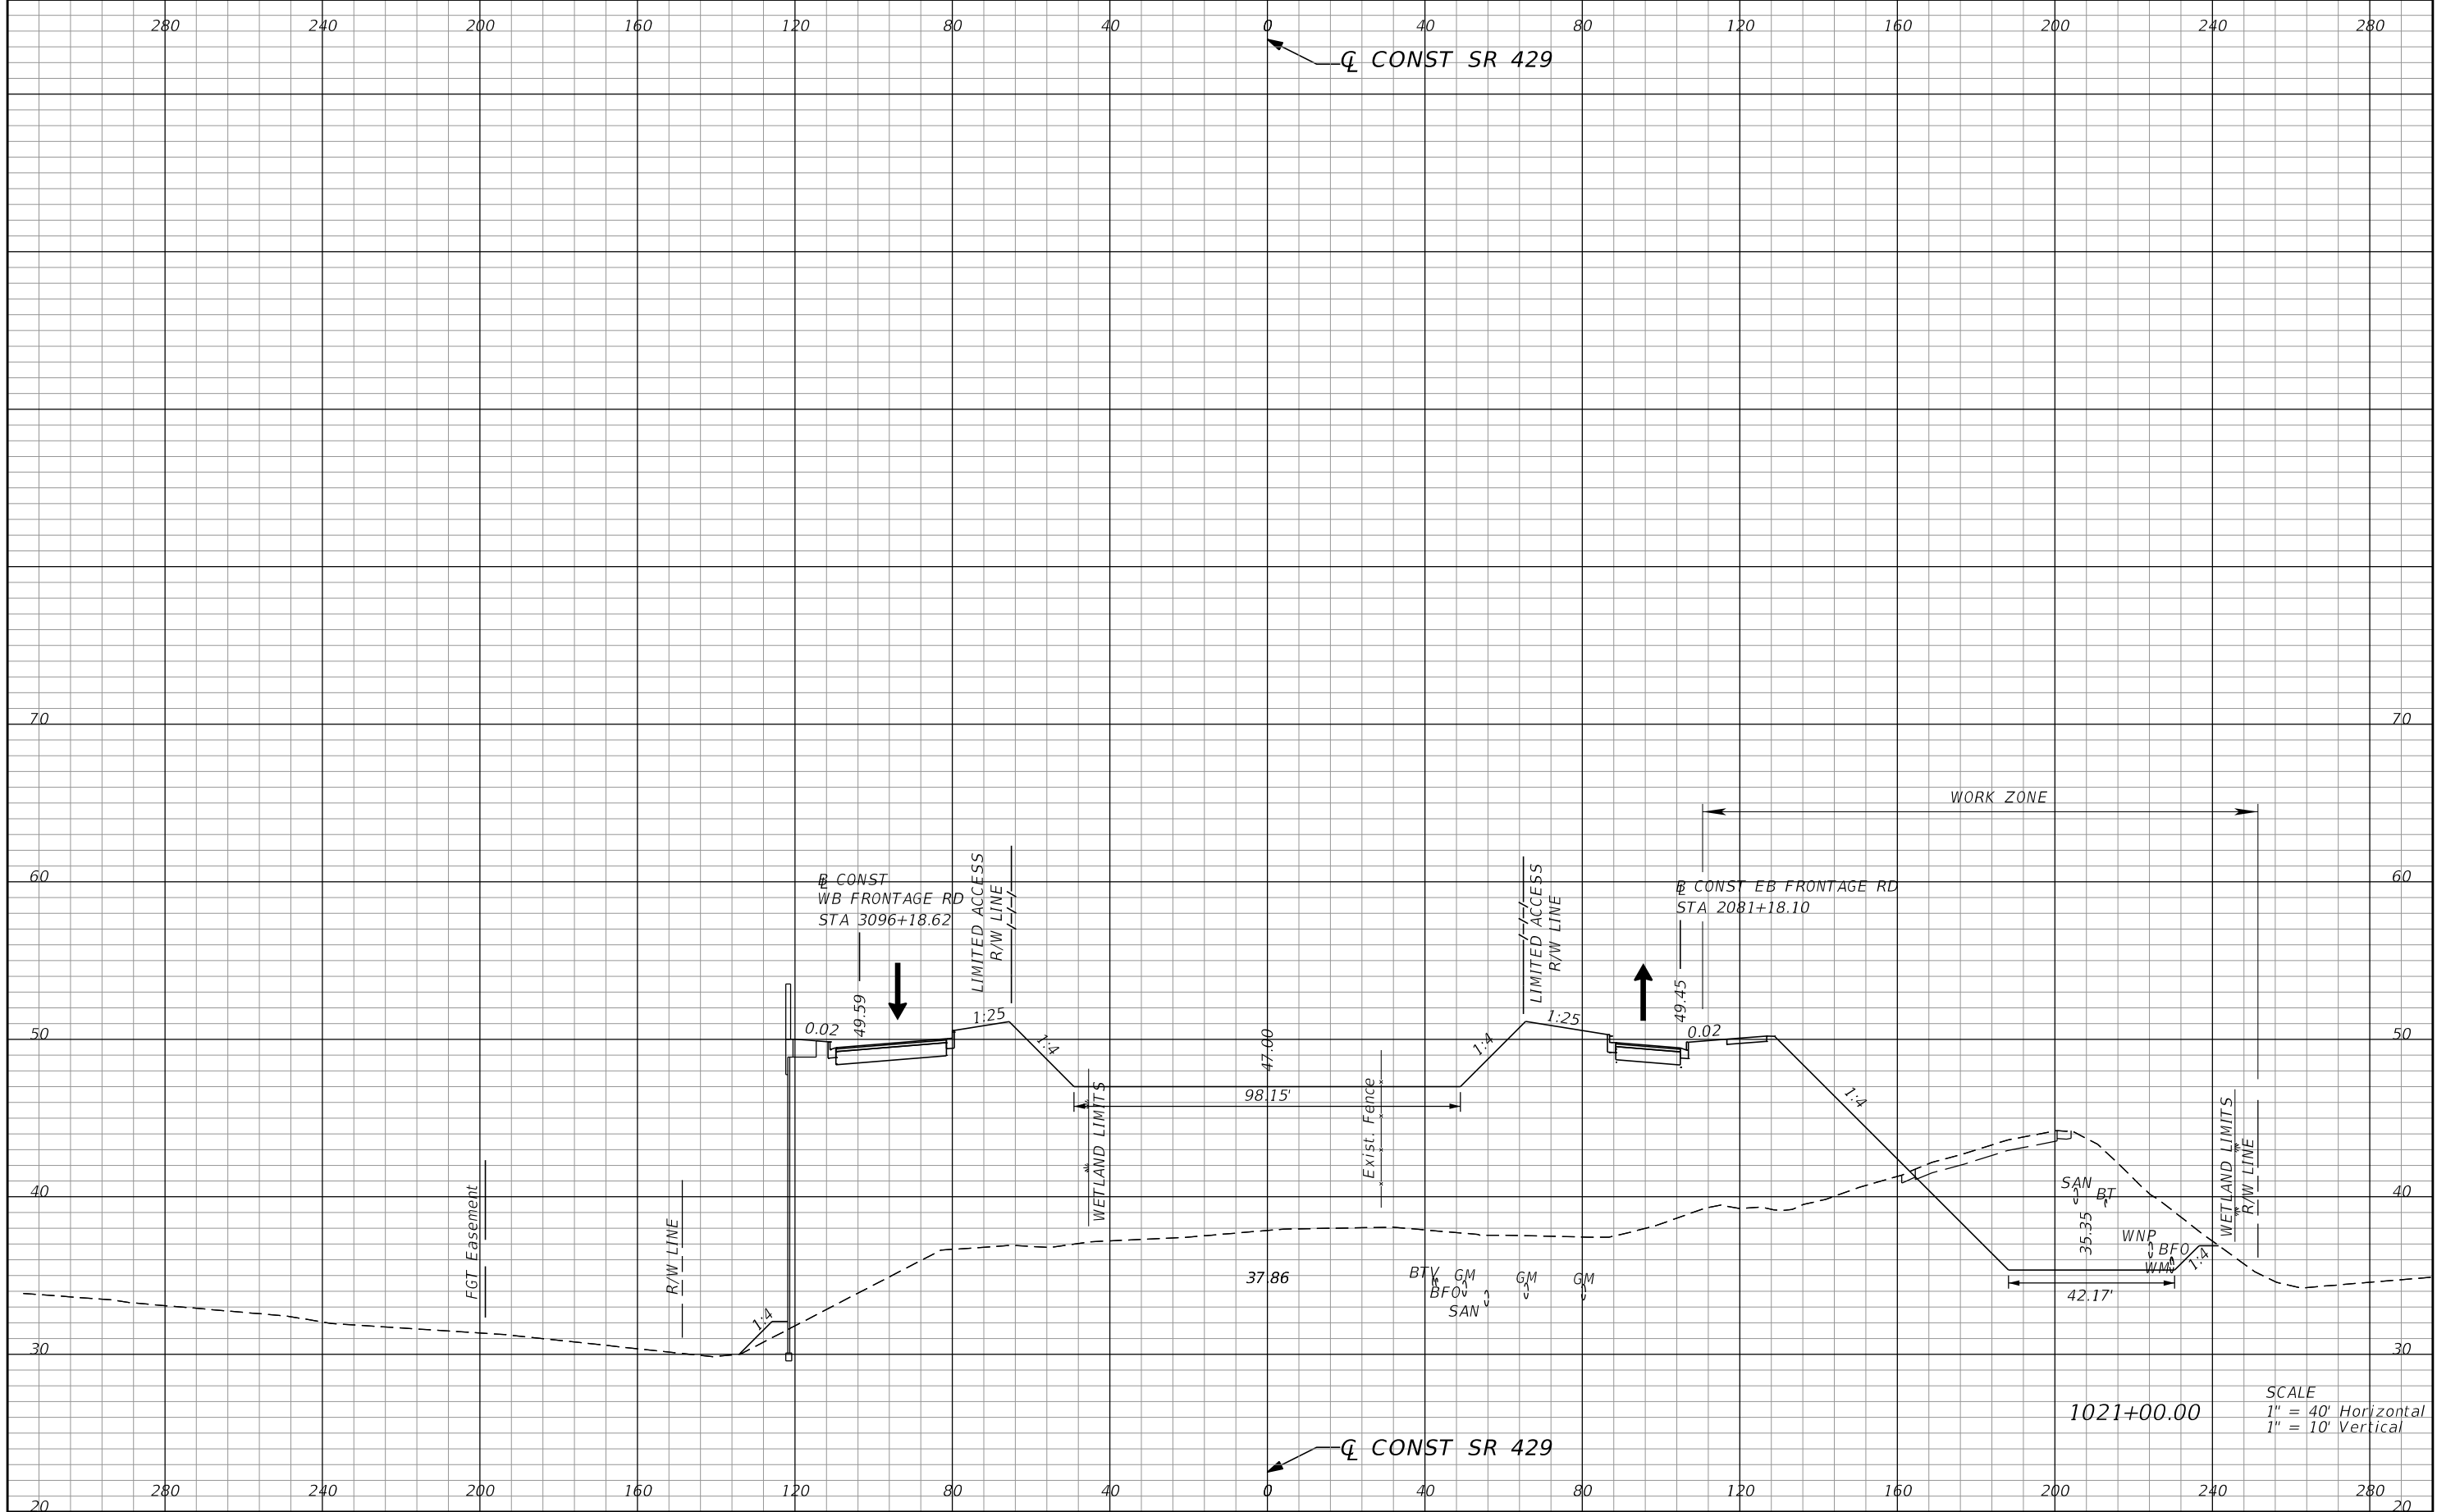 280 240 200 160 120 80 40 0 40 80 120 160 200 240 280
℄ CONST SR 429
70 70
WORK ZONE
60 60
℄ CONST
WB FRONTAGE RD
STA 3096+18.62
LIMITED ACCESS
R/W LINE
LIMITED ACCESS
R/W LINE
CONST EB FRONTAGE RD
STA 2081+18.10
49.59
49.45
50 50
0.02
1:25
1:4
47.00
98.15'
1:4
1:25
0.02
1:4
WETLAND LIMITS
Exist. Fence
WETLAND LIMITS
R/W LINE
40 40
FGT Easement
R/W LINE
SAN
BT
35.35
WNP
BFO
WM
1:4
42.17'
37.86
BTV
GM
GM
GM
BFO
SAN
1:4
30 30
1021+00.00
SCALE
1" = 40' Horizontal
1" = 10' Vertical
℄ CONST SR 429
280 240 200 160 120 80 40 0 40 80 120 160 200 240 280
20 20